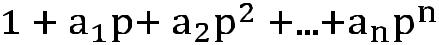 1 + a₁p+ a₂p² +...+aₙpⁿ